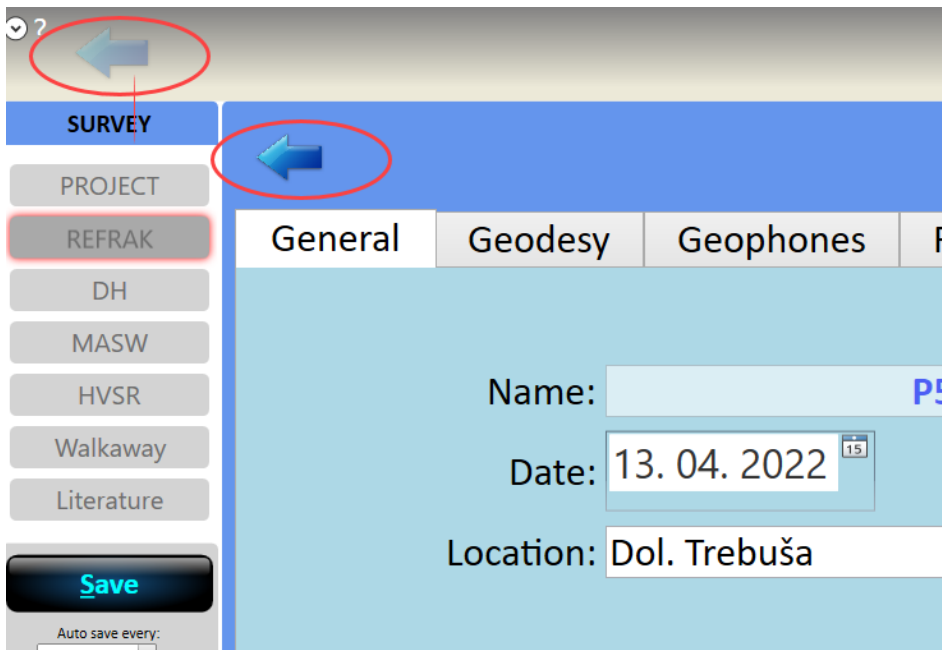 ?
SURVEY
PROJECT
REFRAK
DH
MASW
HVSR
Walkaway
Literature
Save
Auto save every:
General Geodesy Geophones
Name: P5
Date: 13. 04. 2022 15
Location: Dol. Trebuša